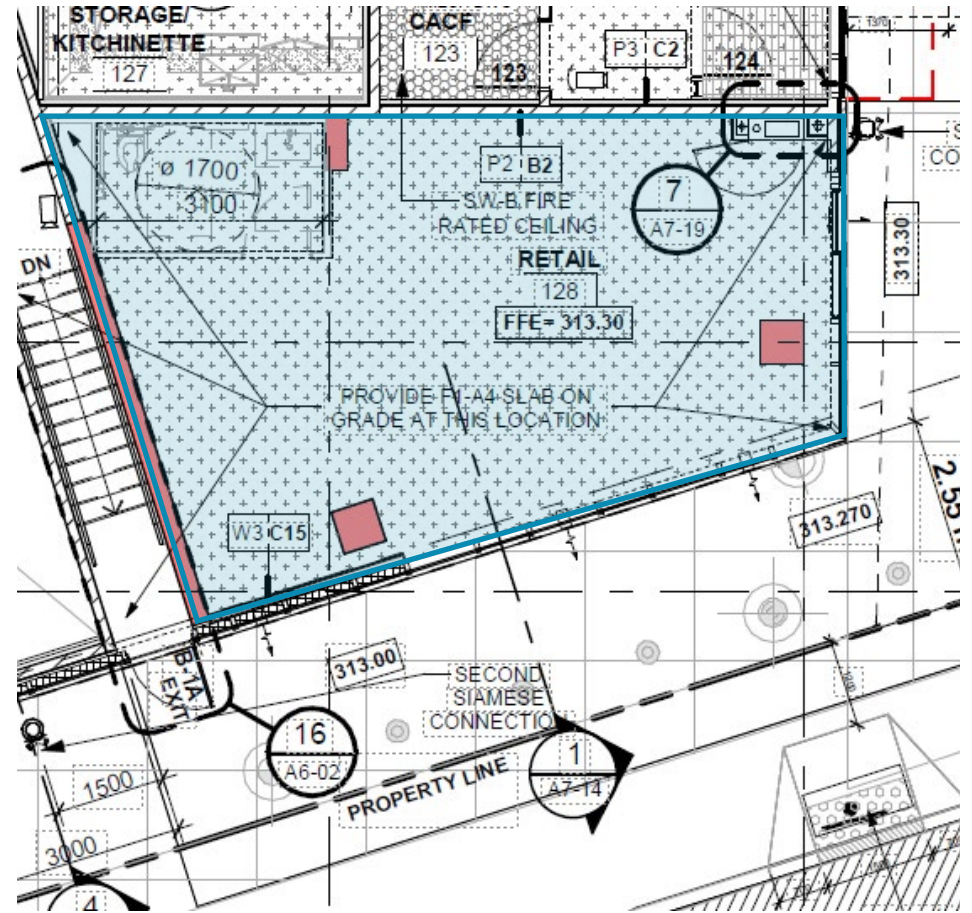 STORAGE/
KITCHINETTE
127
CACF
123
123
P3 C2
124
1370
ø 1700
3100
P2 B2
SW-B FIRE
RATED CEILING
7
A7-19
S
CO
RETAIL
128
FFE= 313.30
313.30
DN
PROVIDE F1-A4 SLAB ON
GRADE AT THIS LOCATION
W3 C15
313.270
2.55
B-1A
EXIT
313.00
SECOND
SIAMESE
CONNECTIO
16
A6-02
1
A7-14
PROPERTY LINE
1500
3000
4